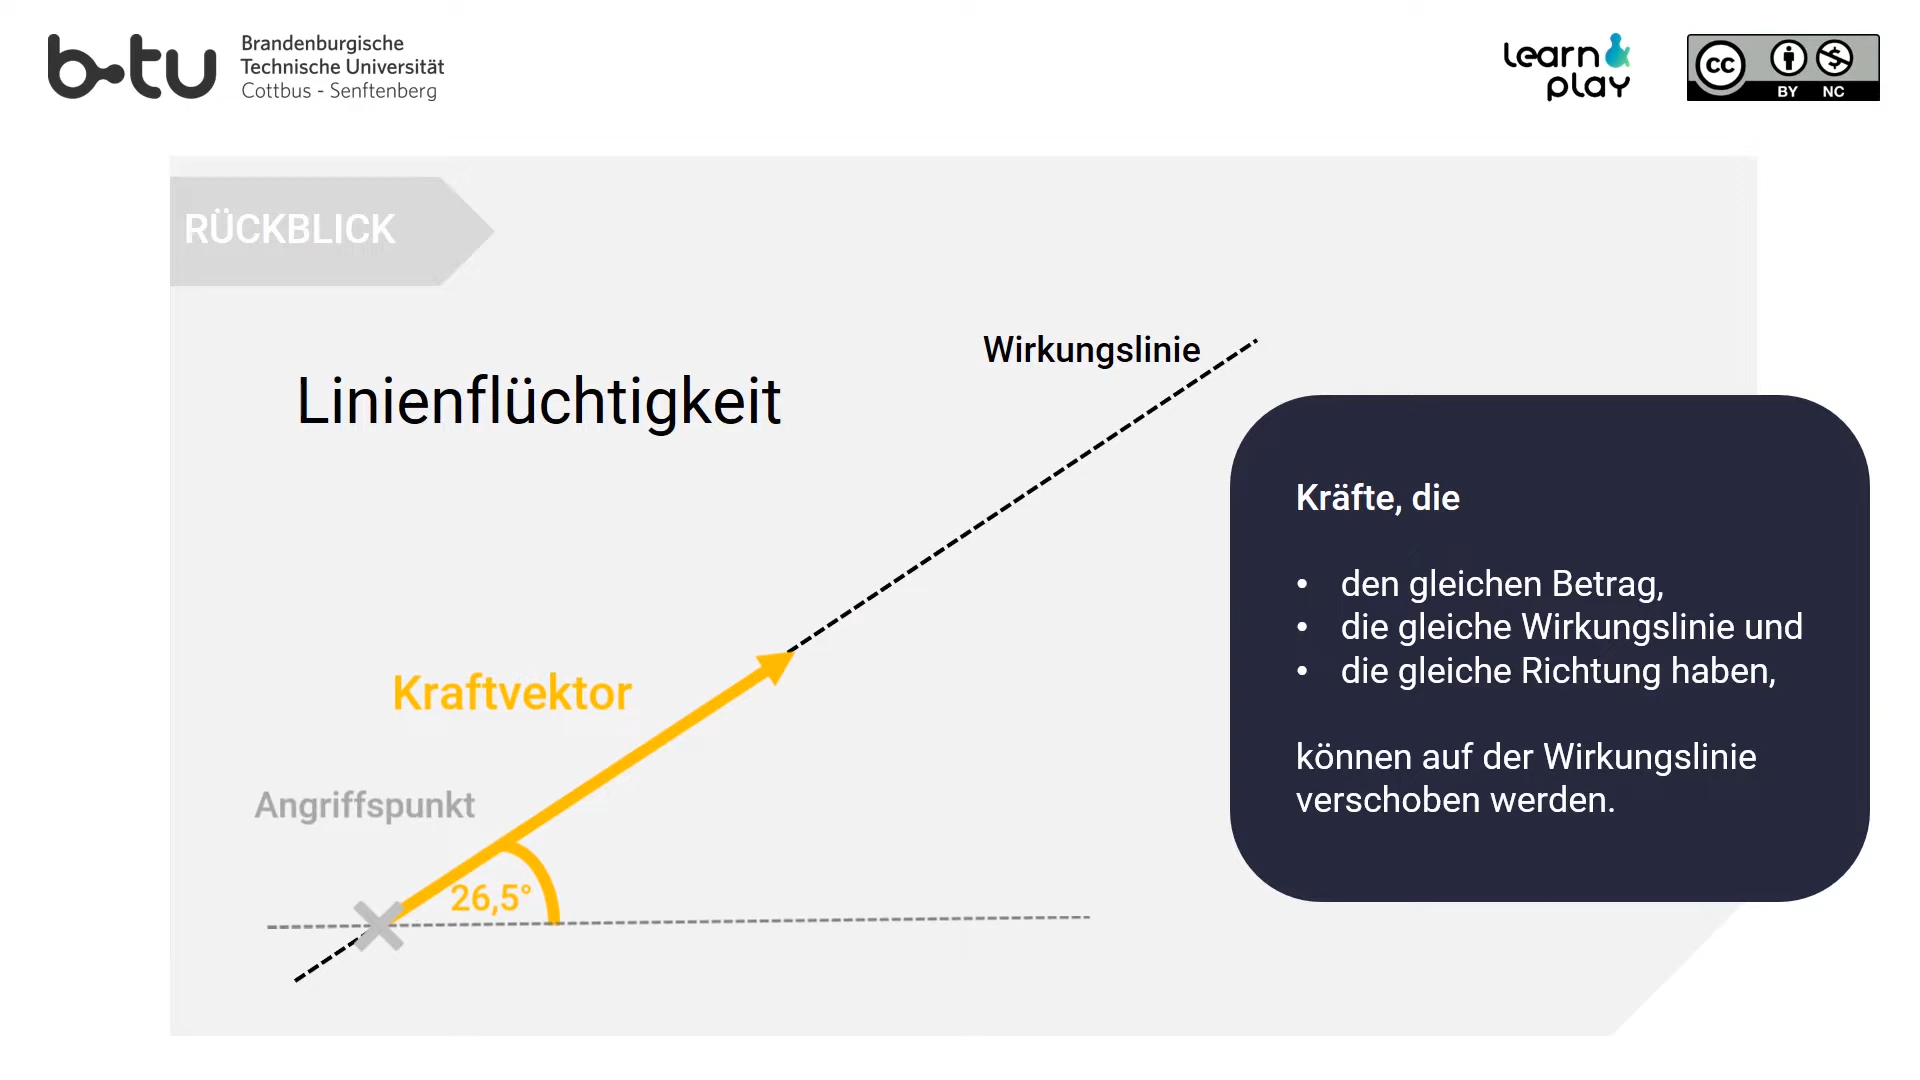 b-tu
Brandenburgische
Technische Universität
Cottbus - Senftenberg
learn
play
CC
BY NC
RÜCKBLICK
Wirkungslinie
Linienflüchtigkeit
Kräfte, die
• den gleichen Betrag,
• die gleiche Wirkungslinie und
• die gleiche Richtung haben,
können auf der Wirkungslinie
verschoben werden.
Kraftvektor
Angriffspunkt
26,5°